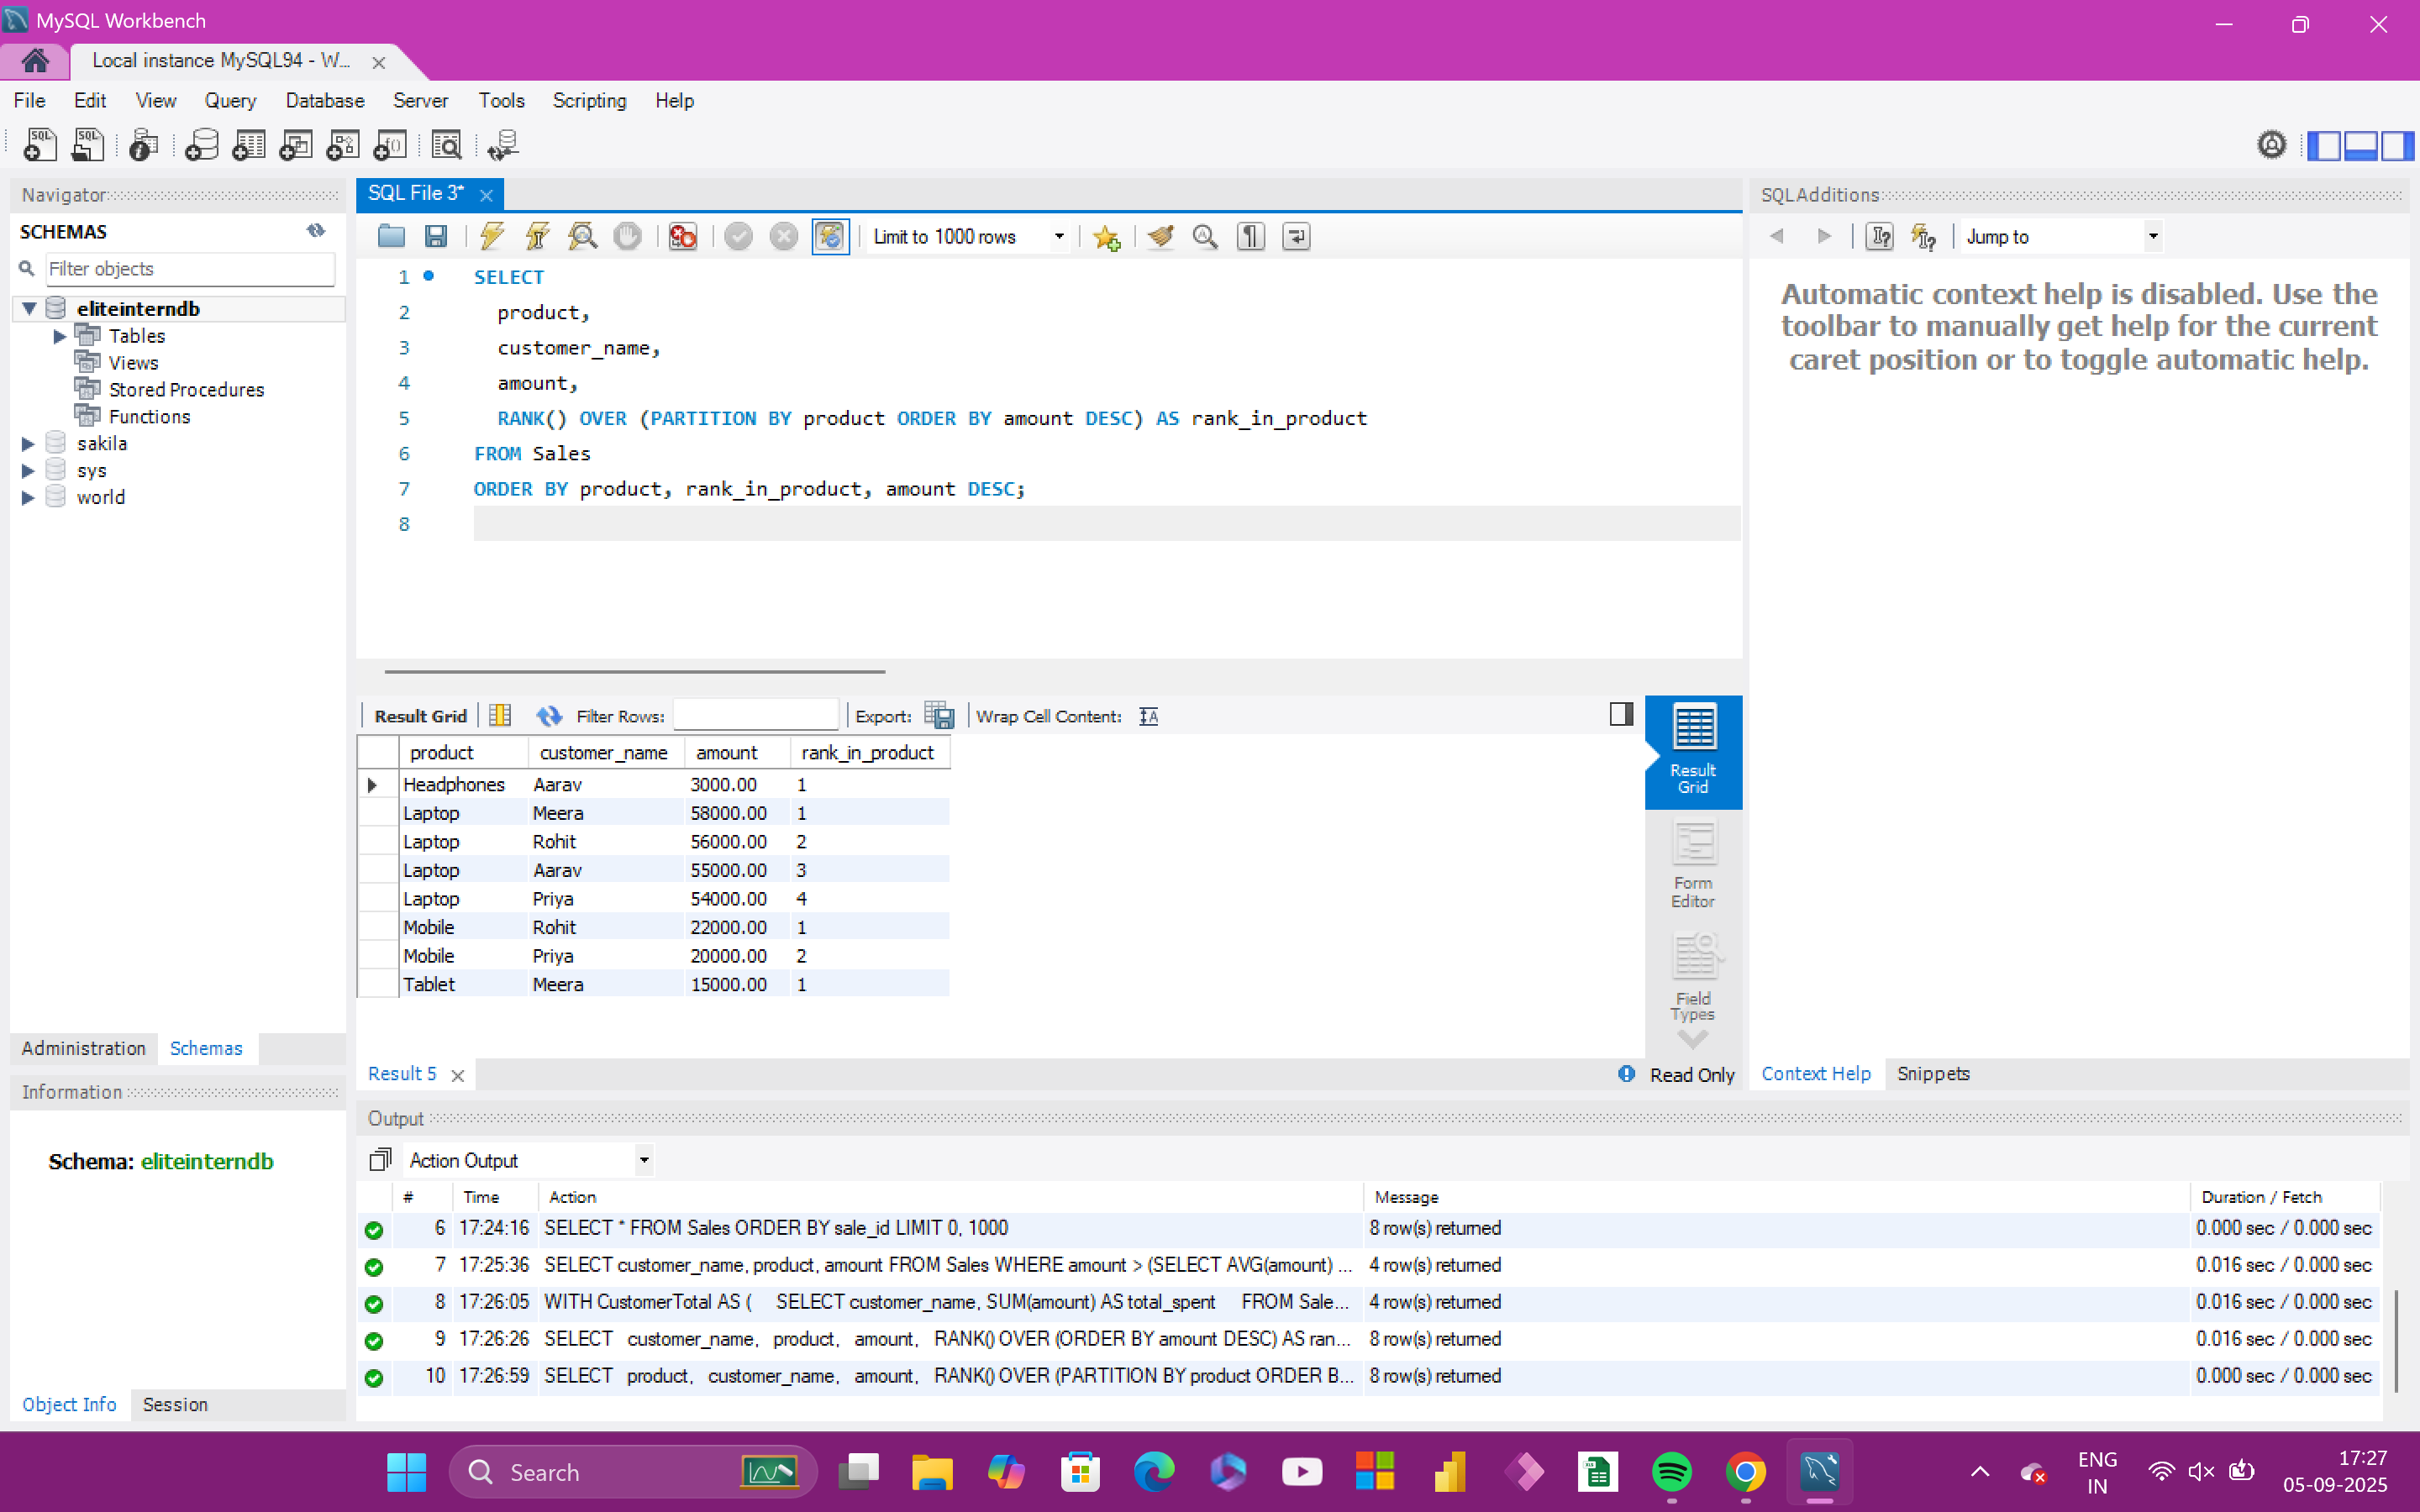 MySQL Workbench
Local instance MySQL94 - W...
File Edit View Query Database Server Tools Scripting Help
Navigator
SCHEMAS
Filter objects
eliteinterndb
Tables
Views
Stored Procedures
Functions
sakila
sys
world
Administration Schemas
Information
Schema: eliteinterndb
Object Info Session
SQL File 3*
Limit to 1000 rows
1 SELECT
2 product,
3 customer_name,
4 amount,
5 RANK() OVER (PARTITION BY product ORDER BY amount DESC) AS rank_in_product
6 FROM Sales
7 ORDER BY product, rank_in_product, amount DESC;
8
Result Grid Filter Rows: Export: Wrap Cell Content:
product customer_name amount rank_in_product
Headphones Aarav 3000.00 1
Laptop Meera 58000.00 1
Laptop Rohit 56000.00 2
Laptop Aarav 55000.00 3
Laptop Priya 54000.00 4
Mobile Rohit 22000.00 1
Mobile Priya 20000.00 2
Tablet Meera 15000.00 1
Result
Grid
Form
Editor
Field
Types
Result 5 Read Only
SQLAdditions
Jump to
Automatic context help is disabled. Use the
toolbar to manually get help for the current
caret position or to toggle automatic help.
Context Help Snippets
Output
Action Output
# Time Action Message Duration / Fetch
6 17:24:16 SELECT * FROM Sales ORDER BY sale_id LIMIT 0, 1000 8 row(s) returned 0.000 sec / 0.000 sec
7 17:25:36 SELECT customer_name, product, amount FROM Sales WHERE amount > (SELECT AVG(amount) ... 4 row(s) returned 0.016 sec / 0.000 sec
8 17:26:05 WITH CustomerTotal AS ( SELECT customer_name, SUM(amount) AS total_spent FROM Sale... 4 row(s) returned 0.016 sec / 0.000 sec
9 17:26:26 SELECT customer_name, product, amount, RANK() OVER (ORDER BY amount DESC) AS ran... 8 row(s) returned 0.016 sec / 0.000 sec
10 17:26:59 SELECT product, customer_name, amount, RANK() OVER (PARTITION BY product ORDER B... 8 row(s) returned 0.000 sec / 0.000 sec
Search
ENG
IN
17:27
05-09-2025